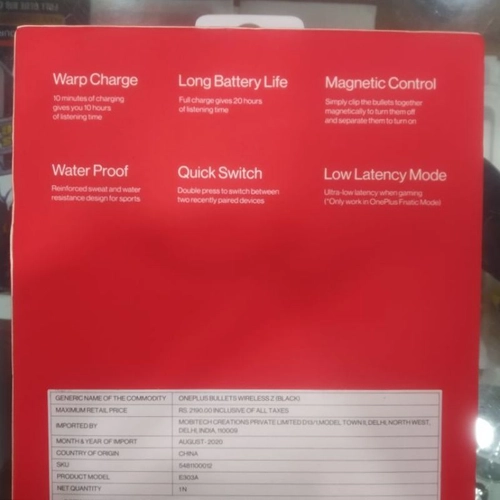 Warp Charge
10 minutes of charging
gives you 10 hours
of listening time
Long Battery Life
Full charge gives 20 hours
of listening time
Magnetic Control
Simply clip the bullets together
magnetically to turn them off
and separate them to turn on
Water Proof
Reinforced sweat and water
resistance design for sports
Quick Switch
Double press to switch between
two recently paired devices
Low Latency Mode
Ultra-low latency when gaming
(*Only work in OnePlus Fnatic Mode)
GENERIC NAME OF THE COMMODITY ONEPLUS BULLETS WIRELESS Z (BLACK)
MAXIMUM RETAIL PRICE RS. 2190.00 INCLUSIVE OF ALL TAXES
IMPORTED BY MOBITECH CREATIONS PRIVATE LIMITED D13/1,MODEL TOWN II, DELHI, NORTH WEST,
DELHI, INDIA, 110009
MONTH & YEAR OF IMPORT AUGUST-2020
COUNTRY OF ORIGIN CHINA
SKU 5481100012
PRODUCT MODEL E303A
NET QUANTITY 1 N